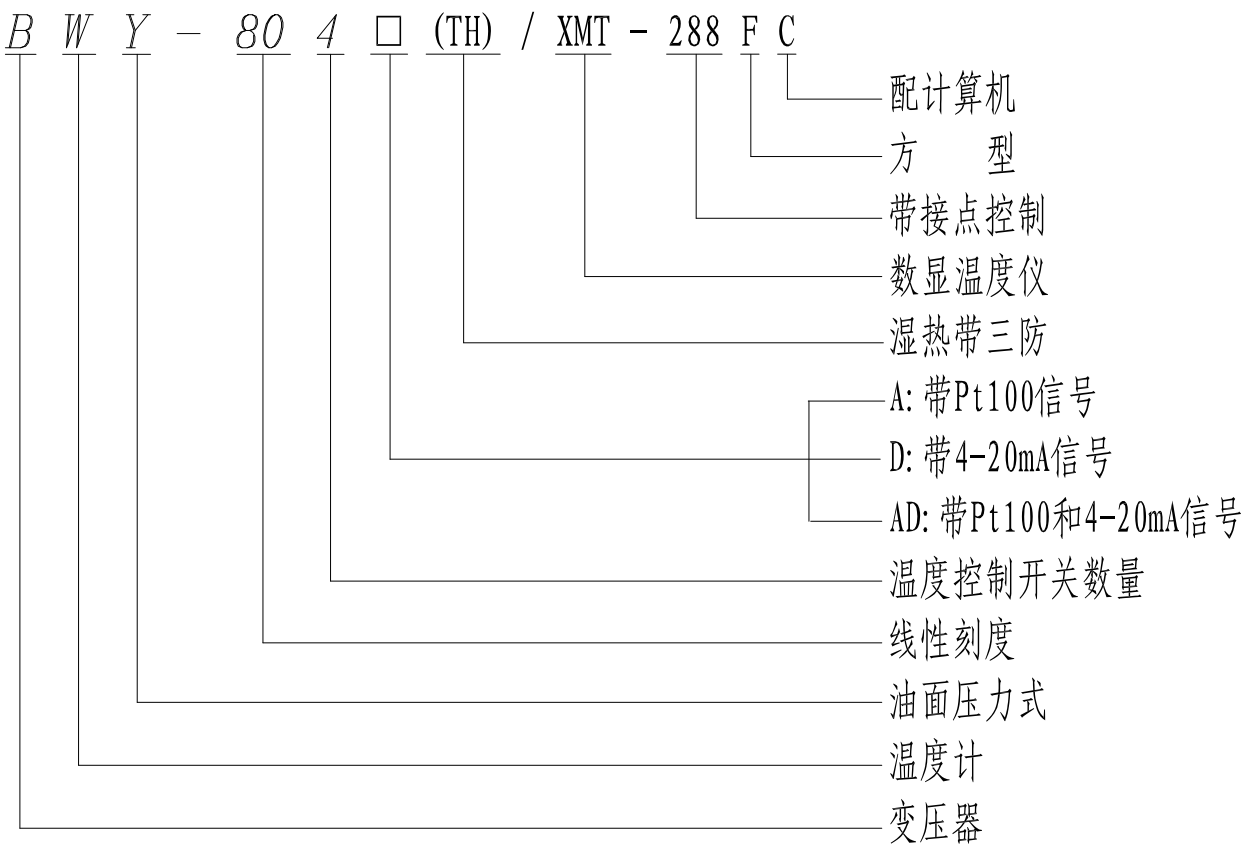 BWY-804□(TH)/XMT-288FC
配计算机
方 型
带接点控制
数显温度仪
湿热带三防
A: 带Pt100信号
D: 带4-20mA信号
AD: 带Pt100和4-20mA信号
温度控制开关数量
线性刻度
油面压力式
温度计
变压器